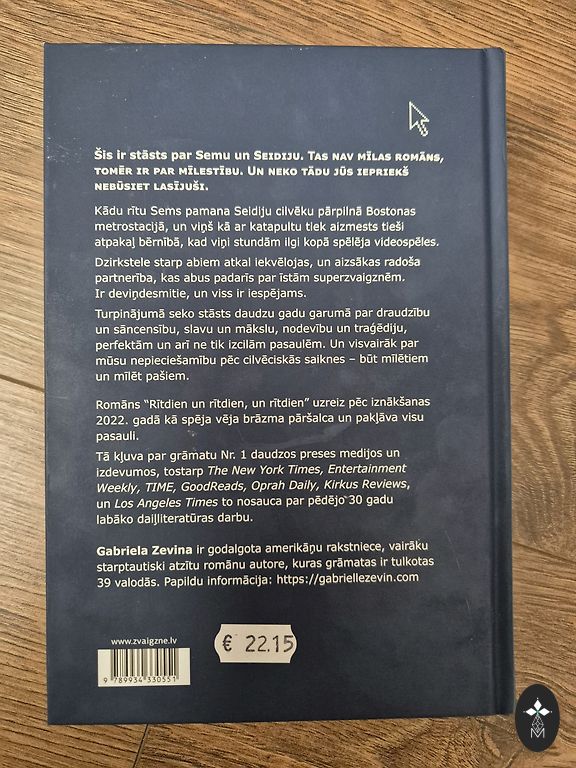 Šis ir stāsts par Semu un Seidiju. Tas nav mīlas romāns,
tomēr ir par mīlestību. Un neko tādu jūs iepriekš
nebūsiet lasījuši.
Kādu rītu Sems pamana Seidiju cilvēku pārpilnā Bostonas
metrostacijā, un viņš kā ar katapultu tiek aizmests tieši
atpakaļ bērnībā, kad viņi stundām ilgi kopā spēlēja videospēles.
Dzirkstele starp abiem atkal iekvēlojas, un aizsākas radoša
partnerība, kas abus padarīs par īstām superzvaigznēm.
Ir deviņdesmitie, un viss ir iespējams.
Turpinājumā seko stāsts daudzu gadu garumā par draudzību
un sāncensību, slavu un mākslu, nodevību un traģēdiju,
perfektām un arī ne tik izcilām pasaulēm. Un visvairāk par
mūsu nepieciešamību pēc cilvēciskās saiknes – būt mīlētiem
un mīlēt pašiem.
Romāns “Rītdien un rītdien, un rītdien” uzreiz pēc iznākšanas
2022. gadā kā spēja vēja brāzma pāršalca un pakļāva visu
pasauli.
Tā kļuva par grāmatu Nr. 1 daudzos preses medijos un
izdevumos, tostarp The New York Times, Entertainment
Weekly, TIME, GoodReads, Oprah Daily, Kirkus Reviews,
un Los Angeles Times to nosauca par pēdējo 30 gadu
labāko daiļliteratūras darbu.
Gabriela Zevina ir godalgota amerikāņu rakstniece, vairāku
starptautiski atzītu romānu autore, kuras grāmatas ir tulkotas
39 valodās. Papildu informācija: https://gabriellezevin.com
www.zvaigzne.lv
€ 22.15
9 789934 330551
M